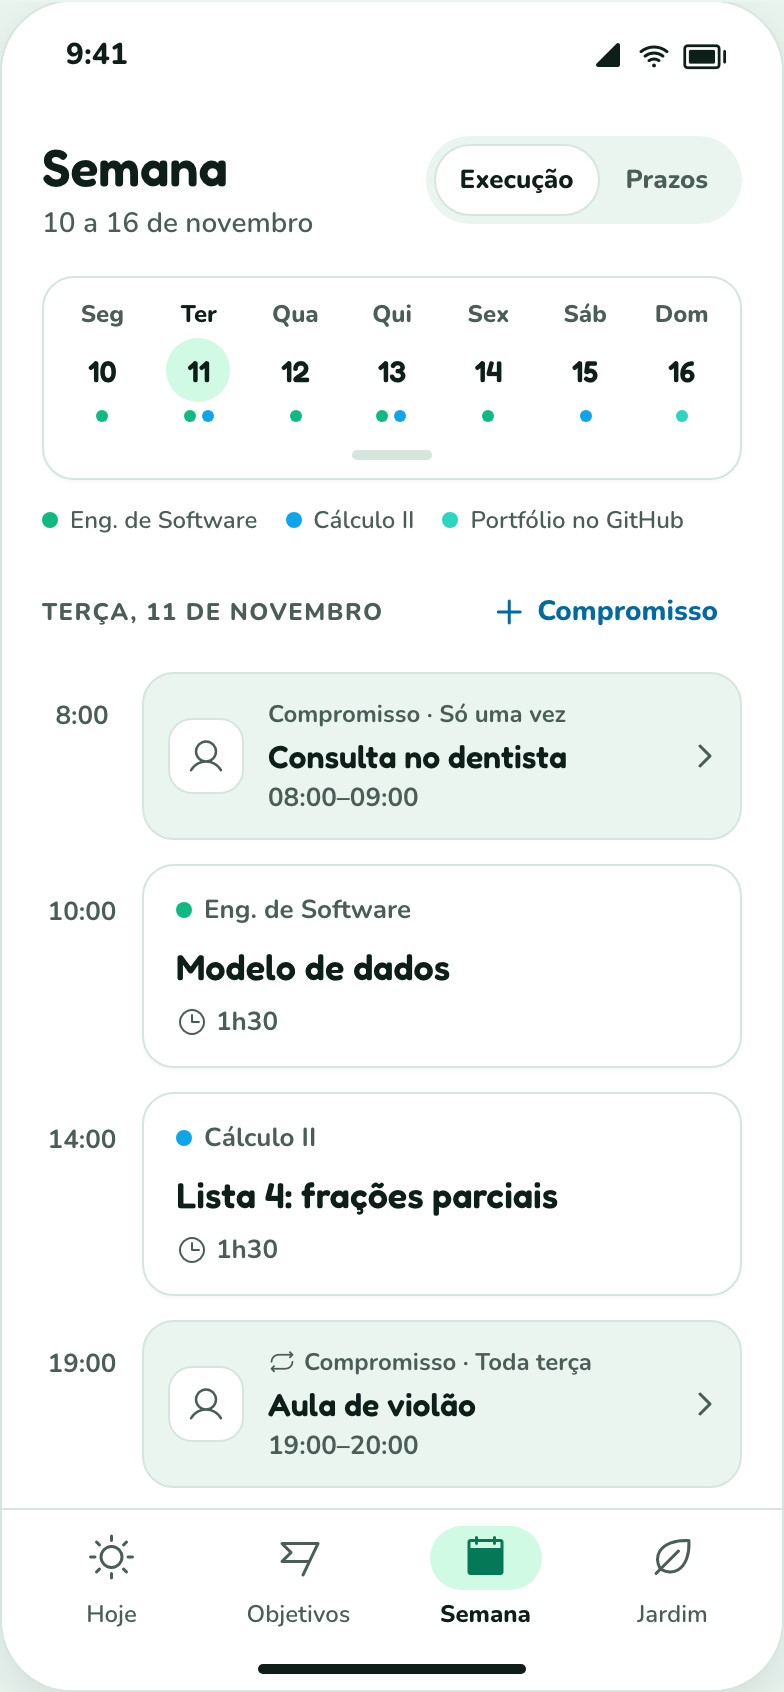 9:41
Semana
10 a 16 de novembro
Execução Prazos
Seg Ter Qua Qui Sex Sáb Dom
10 11 12 13 14 15 16
Eng. de Software Cálculo II Portfólio no GitHub
TERÇA, 11 DE NOVEMBRO
+ Compromisso
8:00
Compromisso · Só uma vez
Consulta no dentista
08:00–09:00
10:00
Eng. de Software
Modelo de dados
1h30
14:00
Cálculo II
Lista 4: frações parciais
1h30
19:00
Compromisso · Toda terça
Aula de violão
19:00–20:00
Hoje Objetivos Semana Jardim